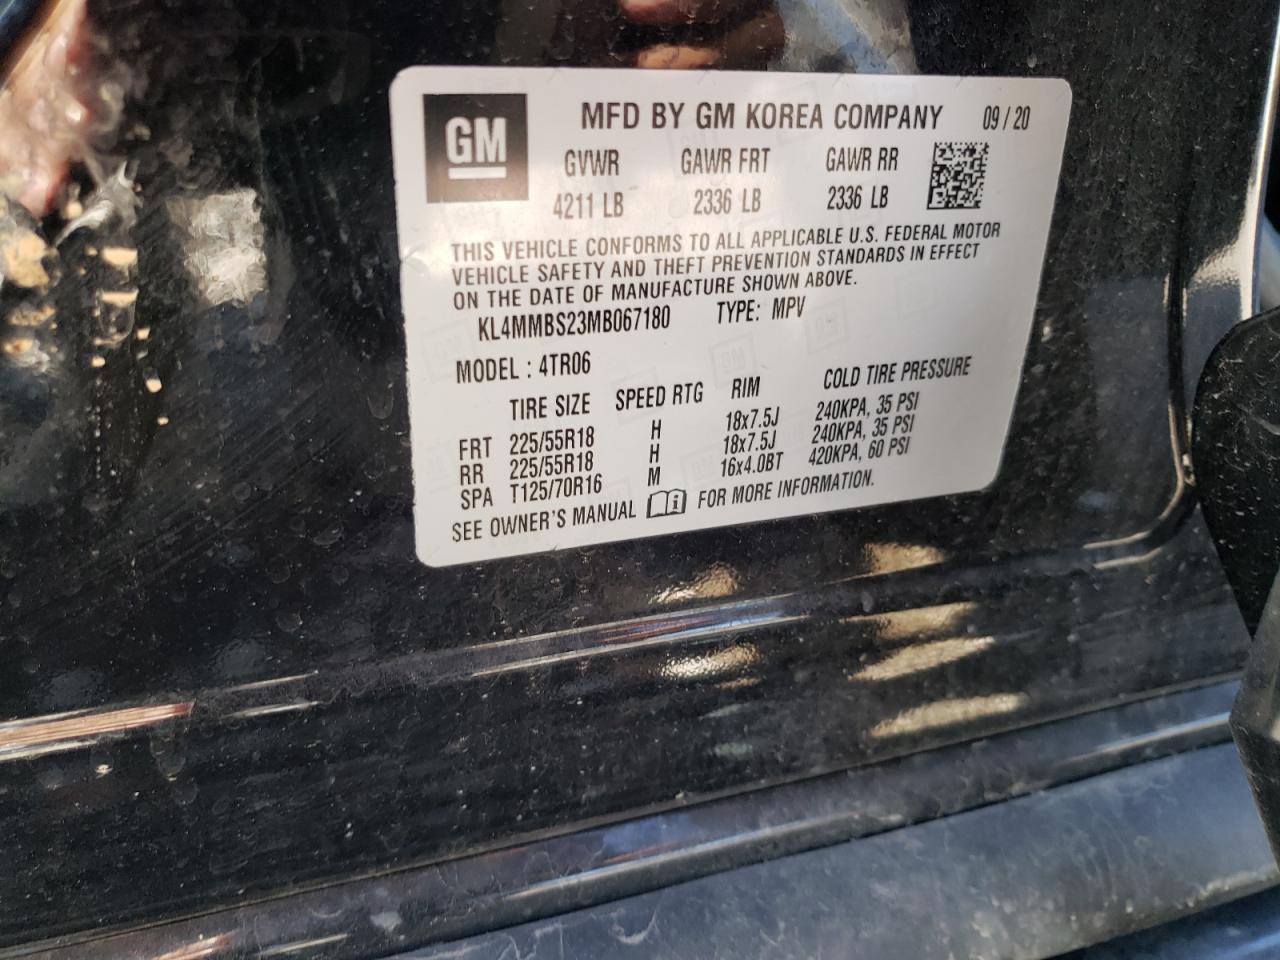 GM
MFD BY GM KOREA COMPANY 09 / 20
GVWR GAWR FRT GAWR RR
4211 LB 2336 LB 2336 LB
THIS VEHICLE CONFORMS TO ALL APPLICABLE U.S. FEDERAL MOTOR
VEHICLE SAFETY AND THEFT PREVENTION STANDARDS IN EFFECT
ON THE DATE OF MANUFACTURE SHOWN ABOVE.
KL4MMBS23MB067180 TYPE: MPV
MODEL : 4TR06
TIRE SIZE SPEED RTG RIM COLD TIRE PRESSURE
FRT 225/55R18 H 18x7.5J 240KPA, 35 PSI
RR 225/55R18 H 18x7.5J 240KPA, 35 PSI
SPA T125/70R16 M 16x4.0BT 420KPA, 60 PSI
SEE OWNER'S MANUAL i FOR MORE INFORMATION.